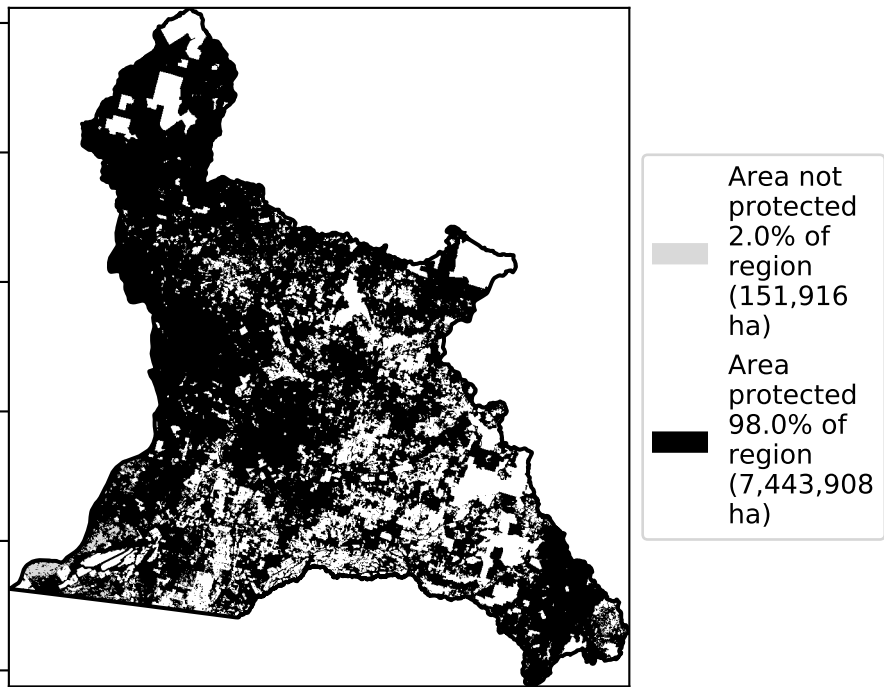 Area not
protected
2.0% of
region
(151,916
ha)
Area
protected
98.0% of
region
(7,443,908
ha)